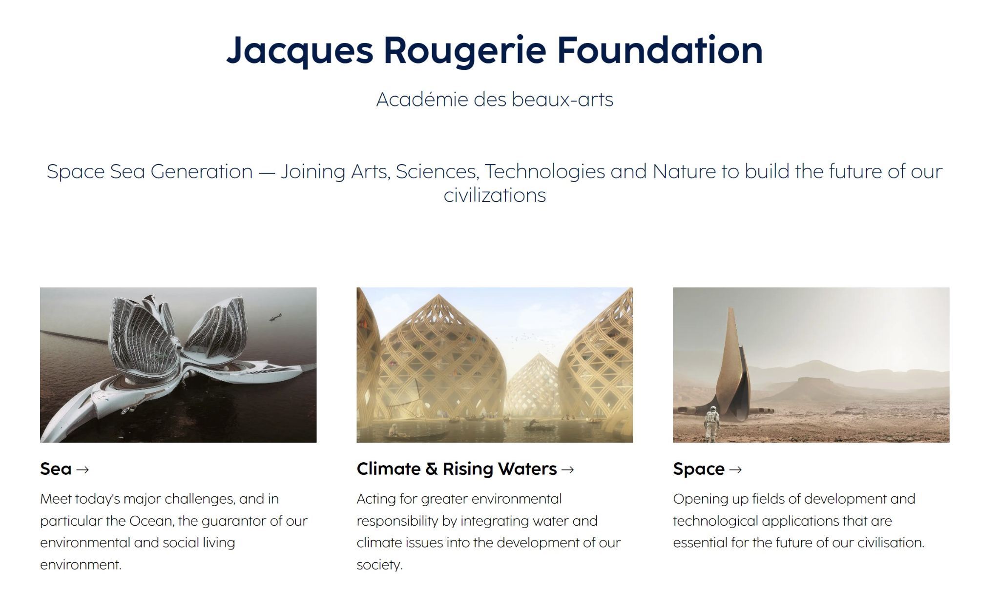 Jacques Rougerie Foundation
Académie des beaux-arts
Space Sea Generation — Joining Arts, Sciences, Technologies and Nature to build the future of our
civilizations
Sea →
Meet today's major challenges, and in
particular the Ocean, the guarantor of our
environmental and social living
environment.
Climate & Rising Waters →
Acting for greater environmental
responsibility by integrating water and
climate issues into the development of our
society.
Space →
Opening up fields of development and
technological applications that are
essential for the future of our civilisation.